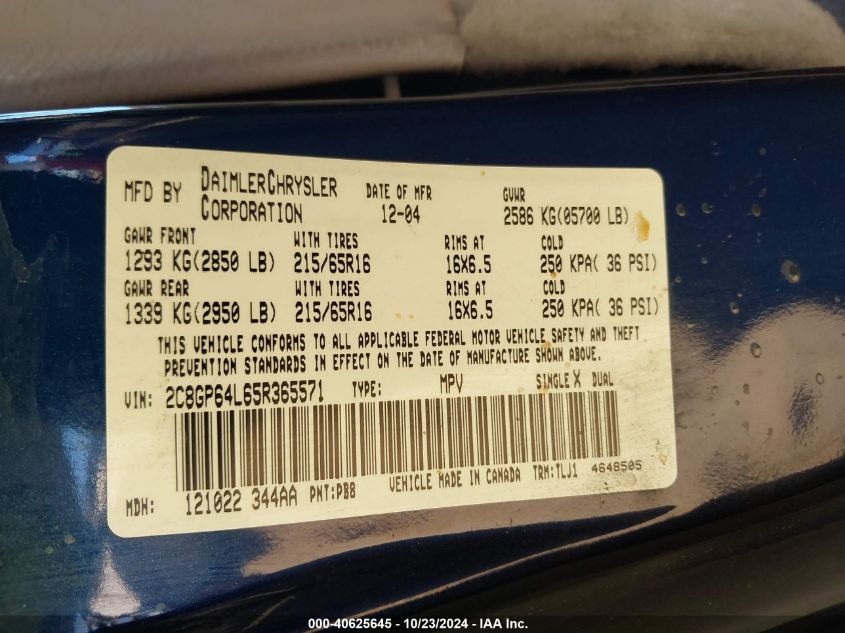 MFD BY DAIMLERCHRYSLER CORPORATION DATE OF MFR 12-04 GVWR 2586 KG(05700 LB)
GAWR FRONT WITH TIRES RIMS AT COLD
1293 KG(2850 LB) 215/65R16 16X6.5 250 KPA( 36 PSI)
GAWR REAR WITH TIRES RIMS AT COLD
1339 KG(2950 LB) 215/65R16 16X6.5 250 KPA( 36 PSI)
THIS VEHICLE CONFORMS TO ALL APPLICABLE FEDERAL MOTOR VEHICLE SAFETY AND THEFT
PREVENTION STANDARDS IN EFFECT ON THE DATE OF MANUFACTURE SHOWN ABOVE.
VIN: 2C8GP64L65R365571 TYPE: MPV SINGLE X DUAL
MDH: 121022 344AA PNT:PB8 VEHICLE MADE IN CANADA TRM:TLJ1 4648505
000-40625645 - 10/23/2024 - IAA Inc.